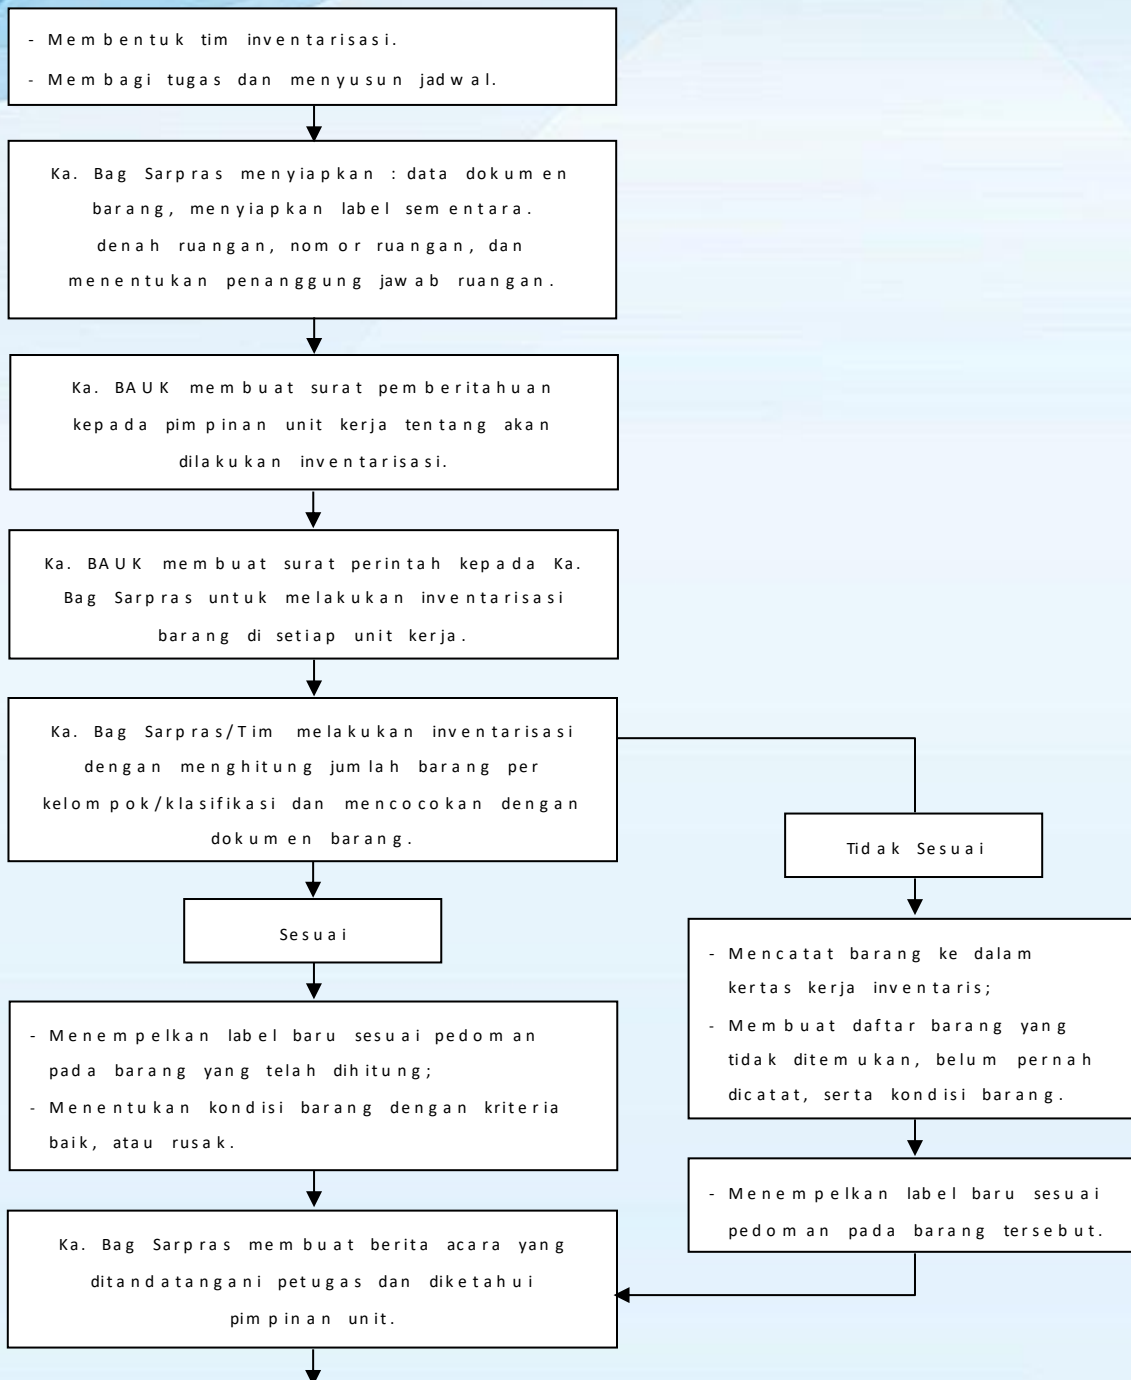 - Membentuk tim inventarisasi.
- Membagi tugas dan menyusun jadwal.
Ka. Bag Sarpras menyiapkan : data dokumen
barang, menyiapkan label sementara.
denah ruangan, nomor ruangan, dan
menentukan penanggung jawab ruangan.
Ka. BAUK membuat surat pemberitahuan
kepada pimpinan unit kerja tentang akan
dilakukan inventarisasi.
Ka. BAUK membuat surat perintah kepada Ka.
Bag Sarpras untuk melakukan inventarisasi
barang di setiap unit kerja.
Ka. Bag Sarpras/Tim melakukan inventarisasi
dengan menghitung jumlah barang per
kelompok/klasifikasi dan mencocokan dengan
dokumen barang.
Sesuai
- Menempelkan label baru sesuai pedoman
pada barang yang telah dihitung;
- Menentukan kondisi barang dengan kriteria
baik, atau rusak.
Tidak Sesuai
- Mencatat barang ke dalam
kertas kerja inventaris;
- Membuat daftar barang yang
tidak ditemukan, belum pernah
dicatat, serta kondisi barang.
- Menempelkan label baru sesuai
pedoman pada barang tersebut.
Ka. Bag Sarpras membuat berita acara yang
ditandatangani petugas dan diketahui
pimpinan unit.